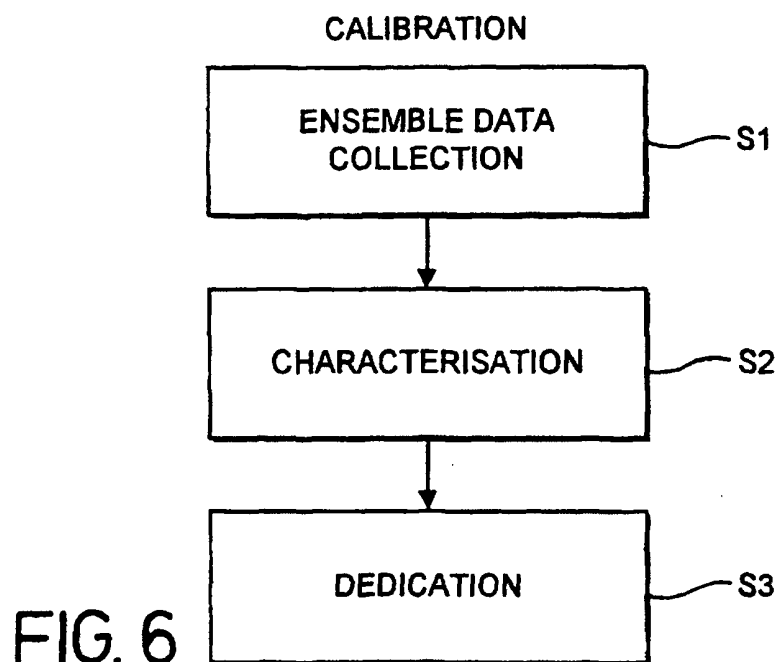 CALIBRATION
ENSEMBLE DATA
COLLECTION
S1
CHARACTERISATION
S2
DEDICATION
S3
FIG. 6